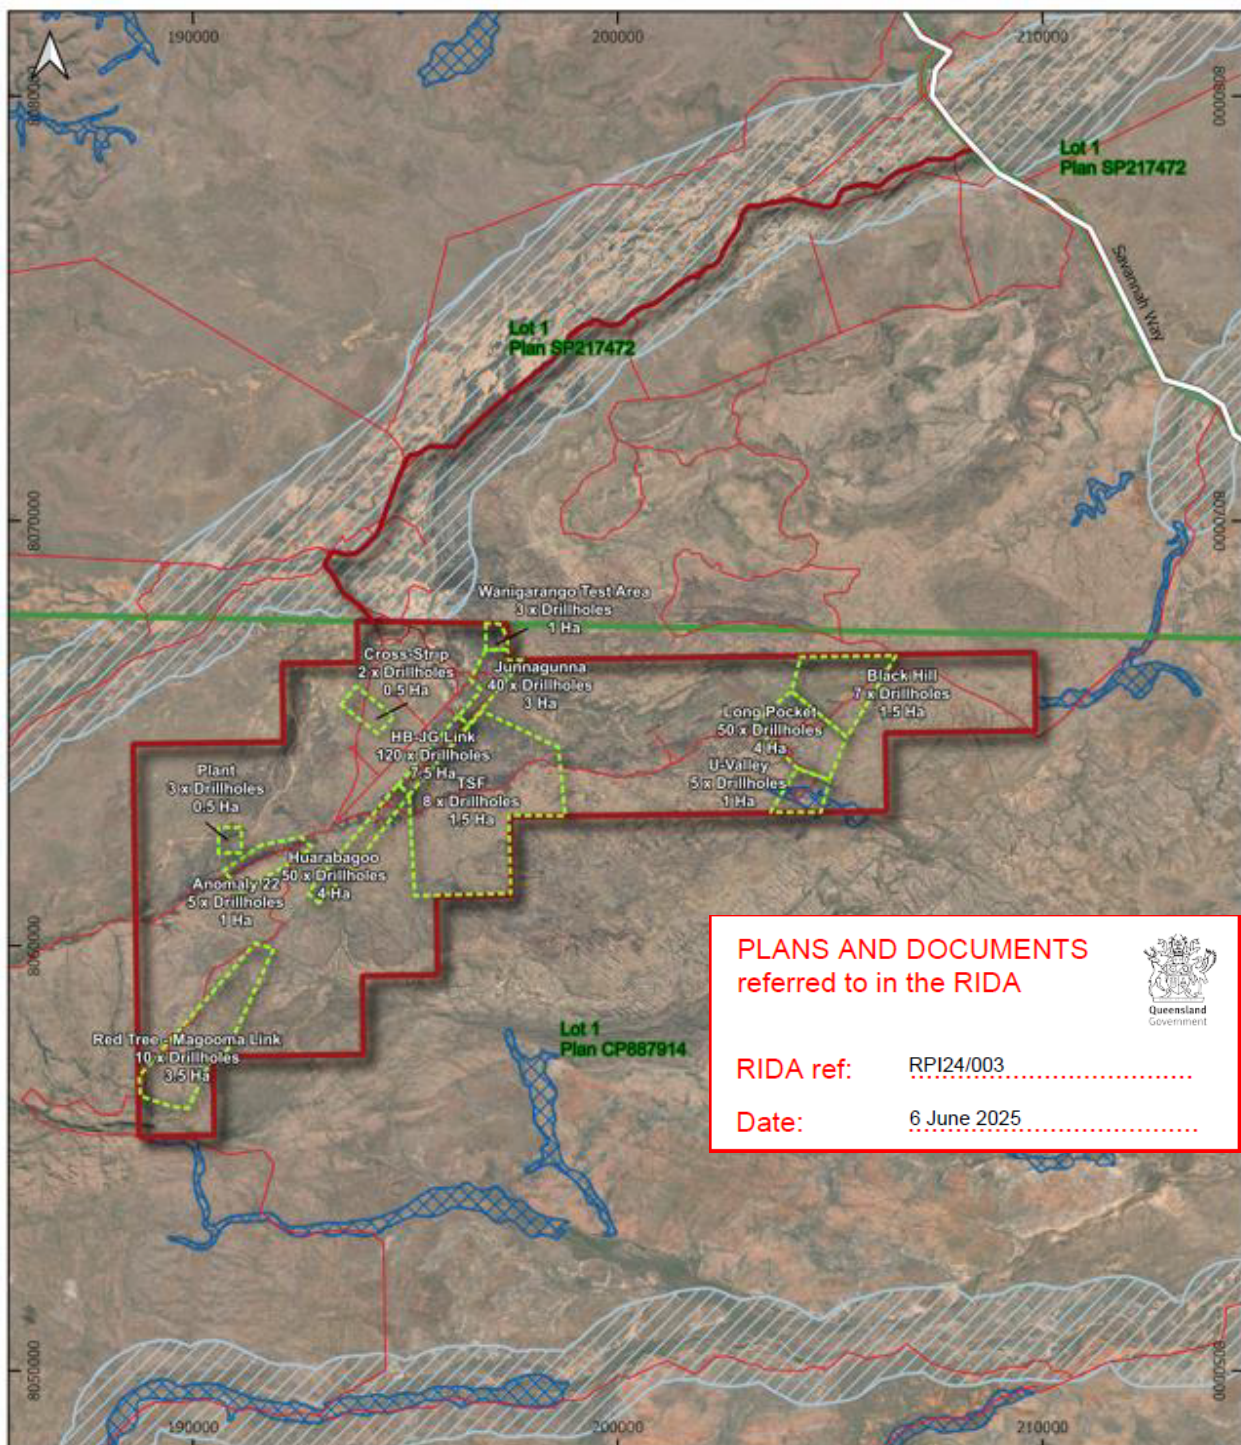 190000
200000
210000
8080000
8080000
Lot 1
Plan SP217472
Savannah Way
Lot 1
Plan SP217472
8070000
8070000
Wanigarango Test Area
3 x Drillholes
1 Ha
Cross-Strip
2 x Drillholes
0.5 Ha
Junnagunna
40 x Drillholes
3 Ha
Black Hill
7 x Drillholes
1.5 Ha
Long Pocket
50 x Drillholes
4 Ha
HB-JG Link
120 x Drillholes
7.5 Ha
U-Valley
5 x Drillholes
1 Ha
Plant
3 x Drillholes
0.5 Ha
TSF
8 x Drillholes
1.5 Ha
Huarabagoo
50 x Drillholes
4 Ha
Anomaly 22
5 x Drillholes
1 Ha
8060000
PLANS AND DOCUMENTS
referred to in the RIDA
Queensland
Government
RIDA ref: RPI24/003
Date: 6 June 2025
Lot 1
Plan CP887914
Red Tree - Magooma Link
10 x Drillholes
3.5 Ha
8050000
8050000
190000
200000
210000